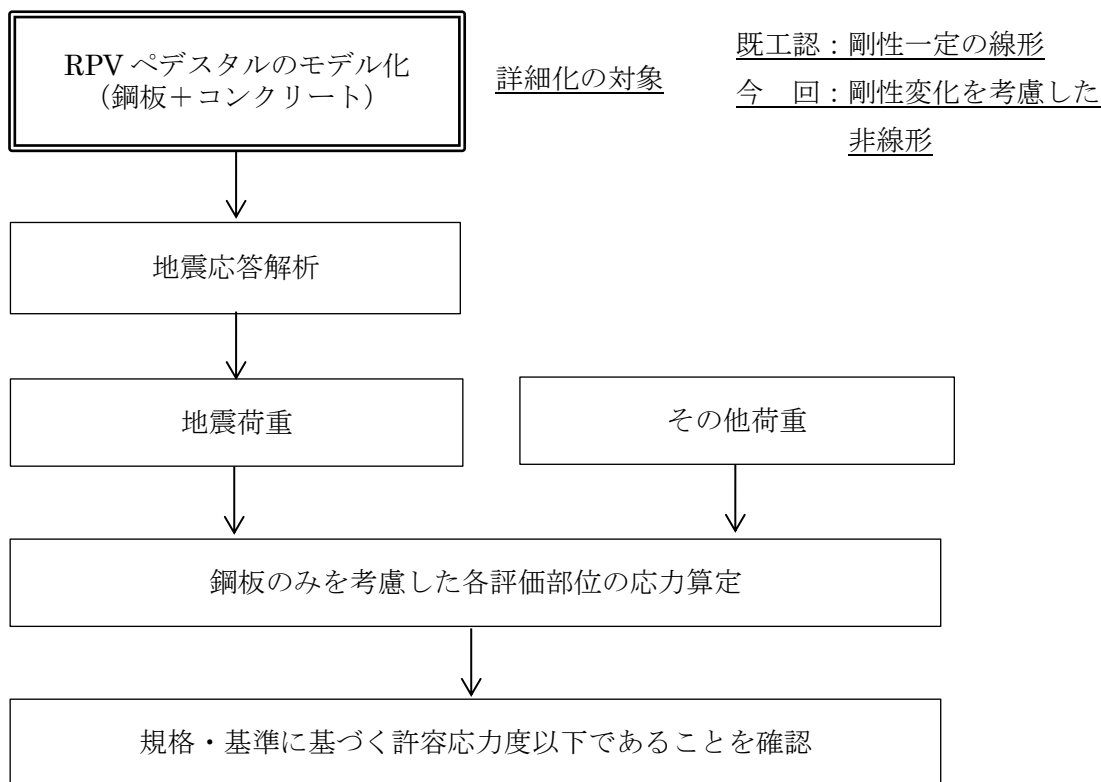 RPV ペデスタルのモデル化
（鋼板＋コンクリート）
詳細化の対象
既工認：剛性一定の線形
今　回：剛性変化を考慮した
非線形
地震応答解析
地震荷重
その他荷重
鋼板のみを考慮した各評価部位の応力算定
規格・基準に基づく許容応力度以下であることを確認